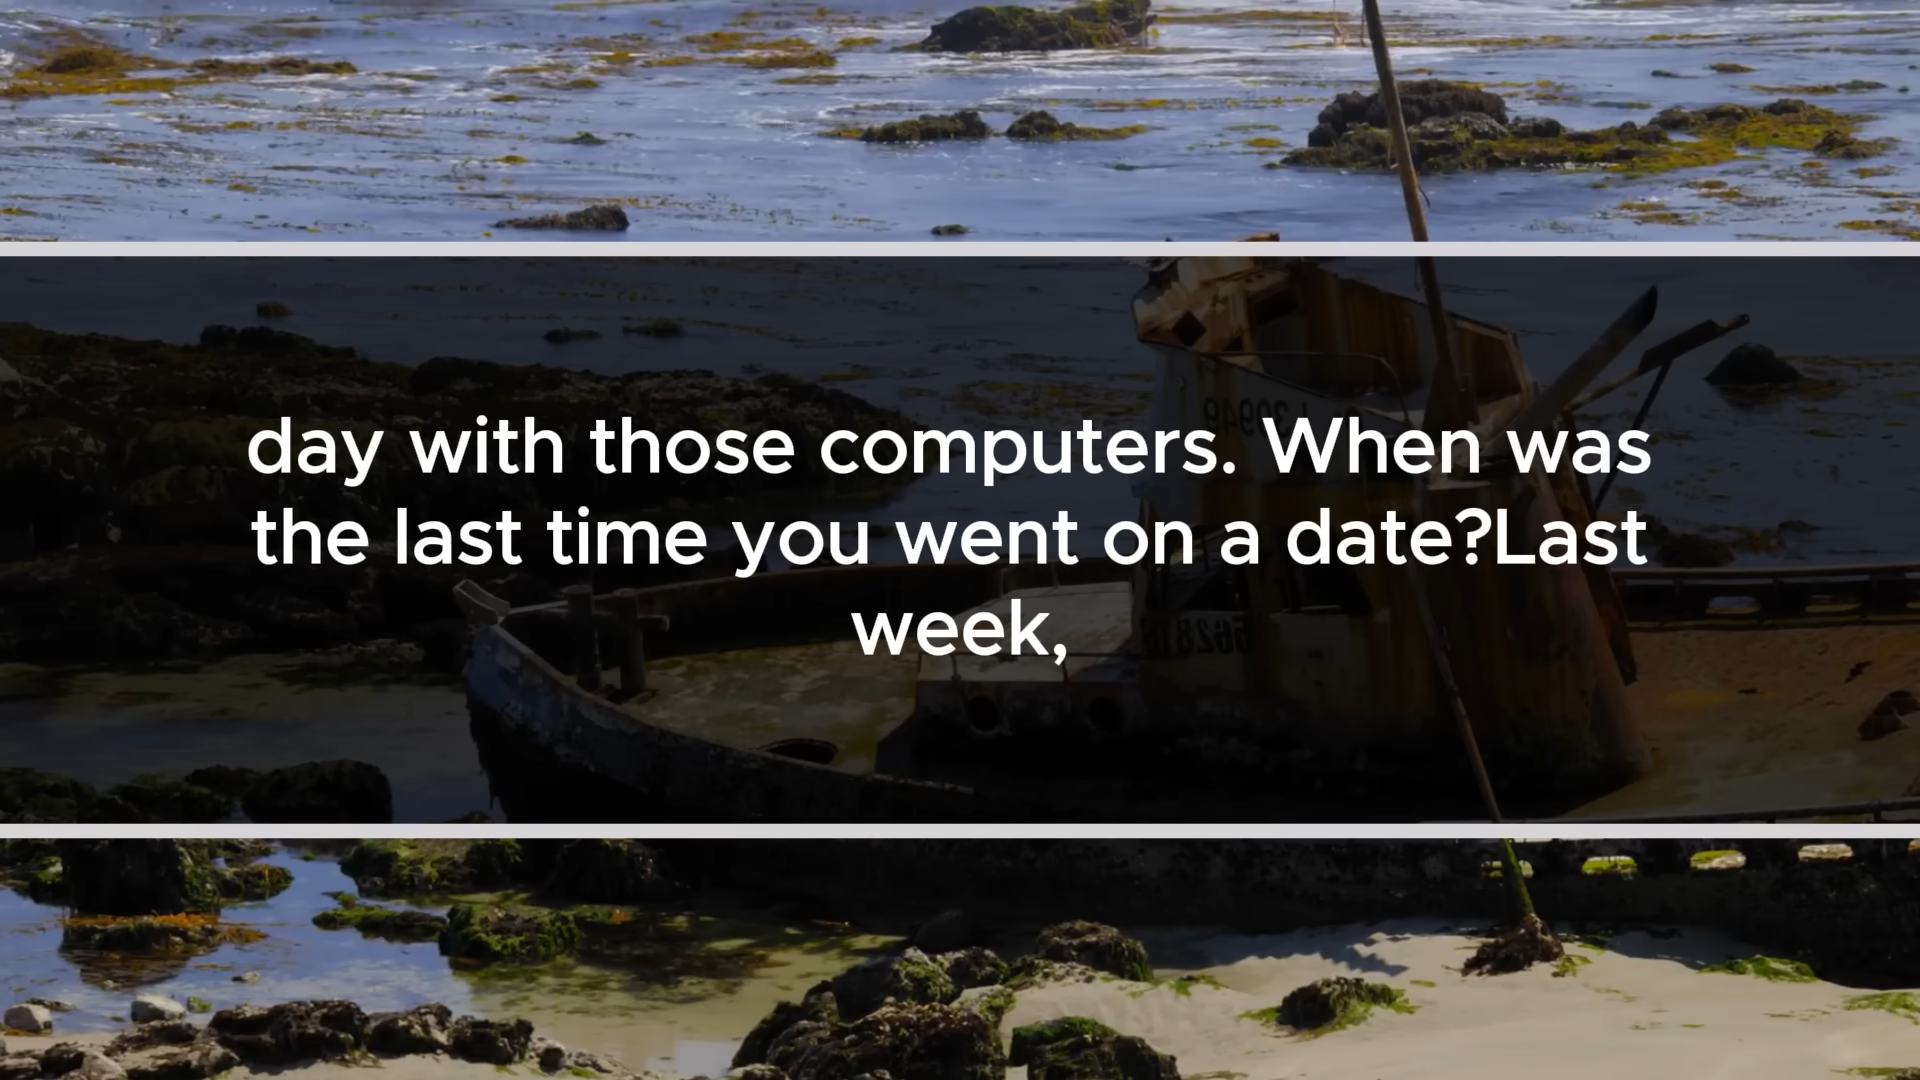 day with those computers. When was
the last time you went on a date?Last
week,